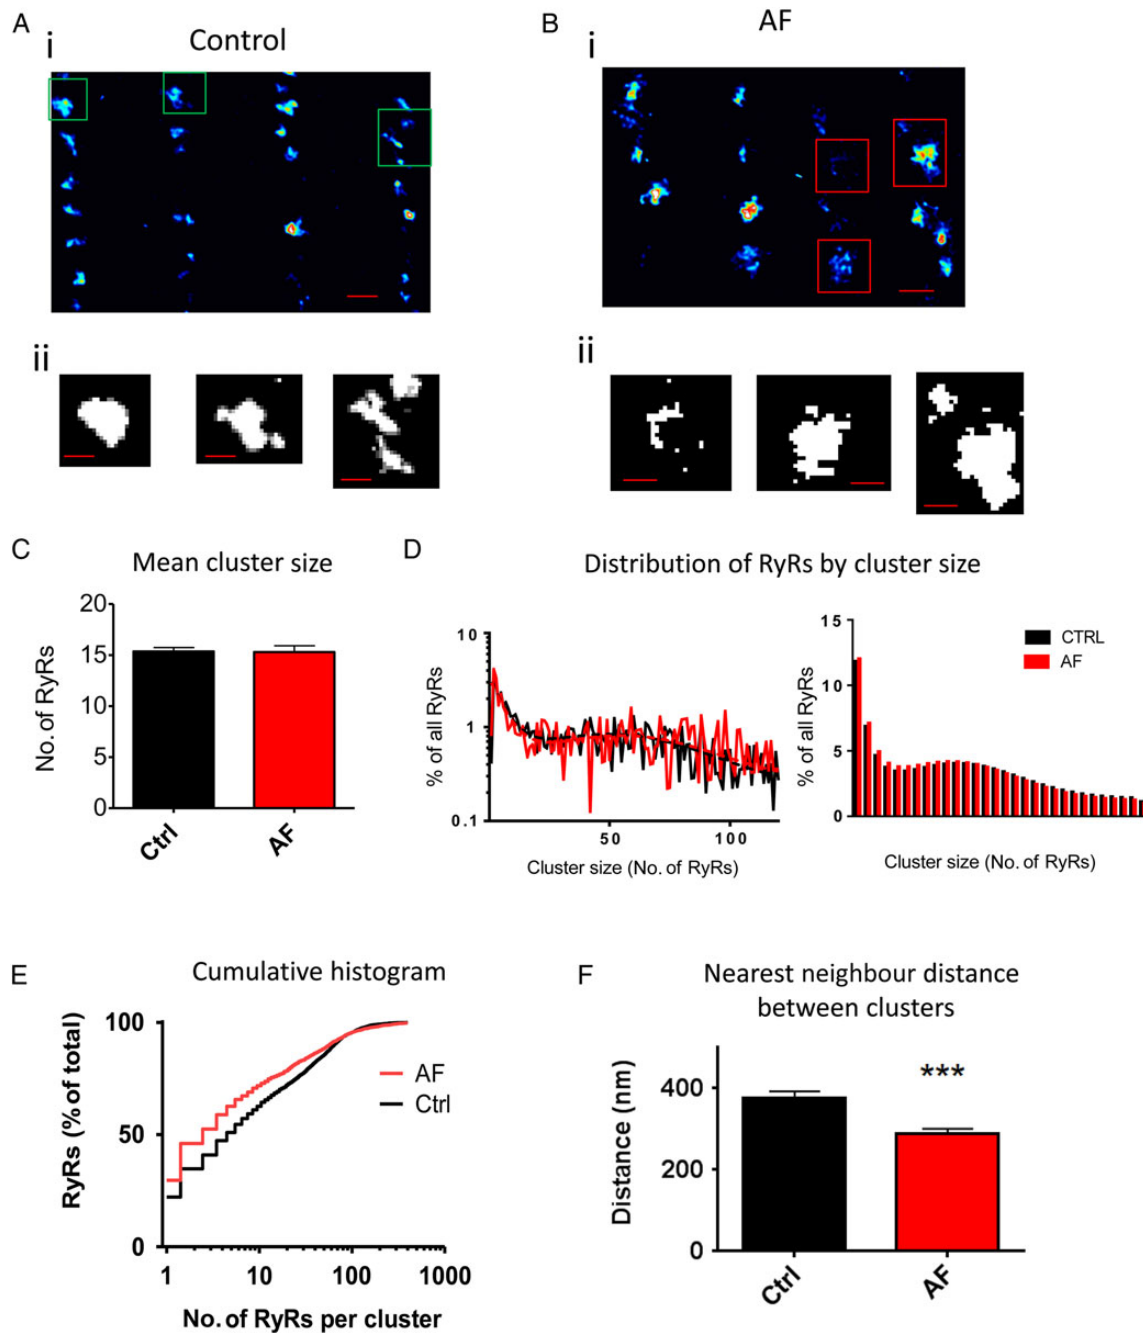 A
i
Control
B
i
AF
ii
ii
C
Mean cluster size
No. of RyRs
20
15
10
5
0
Ctrl
AF
D
Distribution of RyRs by cluster size
% of all RyRs
10
1
0.1
50
100
Cluster size (No. of RyRs)
% of all RyRs
15
10
5
0
CTRL
AF
Cluster size (No. of RyRs)
E
Cumulative histogram
RyRs (% of total)
100
50
0
AF
Ctrl
1
10
100
1000
No. of RyRs per cluster
F
Nearest neighbour distance
between clusters
Distance (nm)
400
200
0
***
Ctrl
AF